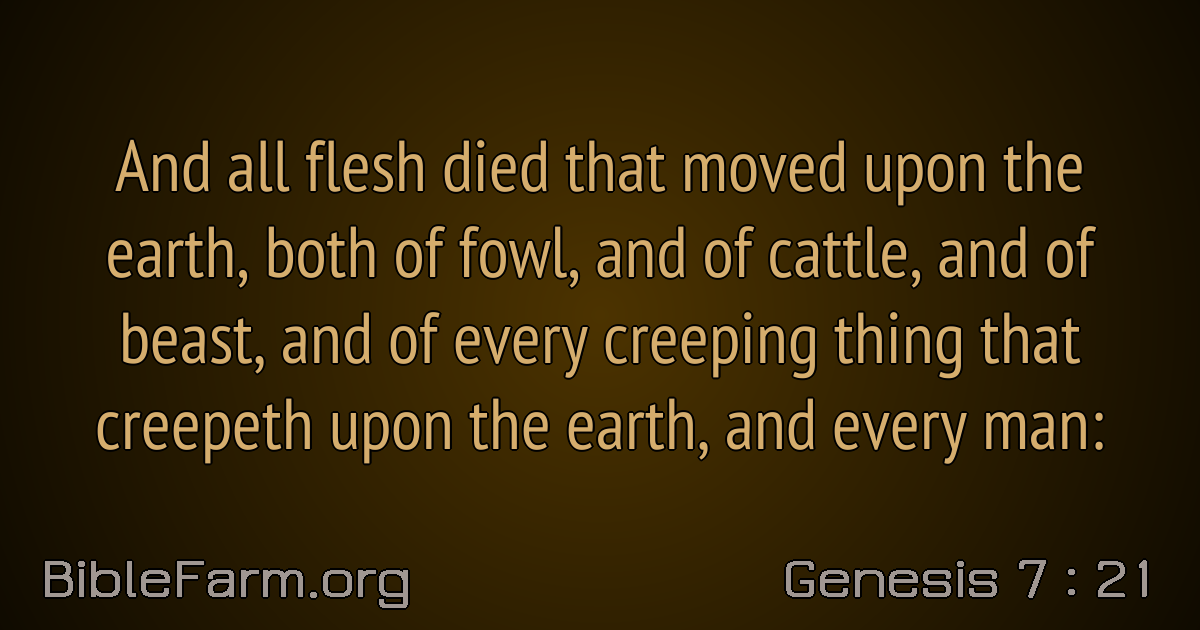 And all flesh died that moved upon the
earth, both of fowl, and of cattle, and of
beast, and of every creeping thing that
creepeth upon the earth, and every man:
BibleFarm.org
Genesis 7 : 21